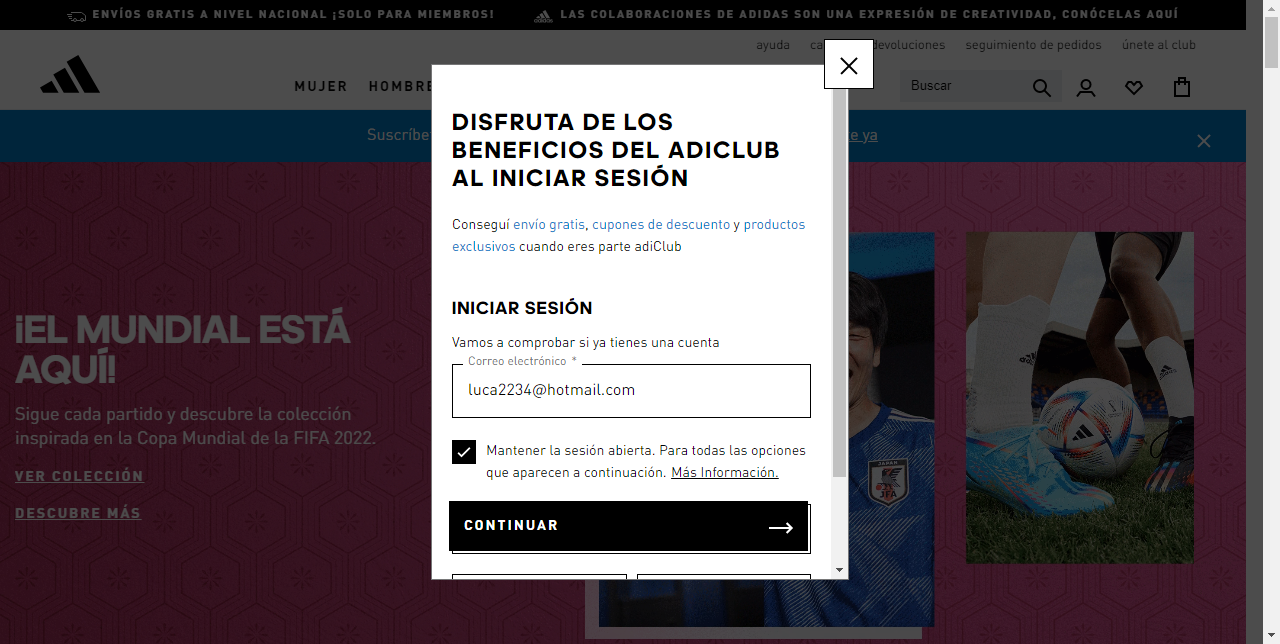 ENVÍOS GRATIS A NIVEL NACIONAL ¡SOLO PARA MIEMBROS!
adidas LAS COLABORACIONES DE ADIDAS SON UNA EXPRESIÓN DE CREATIVIDAD, CONÓCELAS AQUÍ
ayuda devoluciones seguimiento de pedidos únete al club
MUJER HOMBRE Buscar
Suscríbe te ya
DISFRUTA DE LOS
BENEFICIOS DEL ADICLUB
AL INICIAR SESIÓN
Conseguí envío gratis, cupones de descuento y productos
exclusivos cuando eres parte adiClub
INICIAR SESIÓN
Vamos a comprobar si ya tienes una cuenta
Correo electrónico *
luca2234@hotmail.com
Mantener la sesión abierta. Para todas las opciones
que aparecen a continuación. Más Información.
CONTINUAR
¡EL MUNDIAL ESTÁ
AQUÍ!
Sigue cada partido y descubre la colección
inspirada en la Copa Mundial de la FIFA 2022.
VER COLECCIÓN
DESCUBRE MÁS
JAPAN
JFA